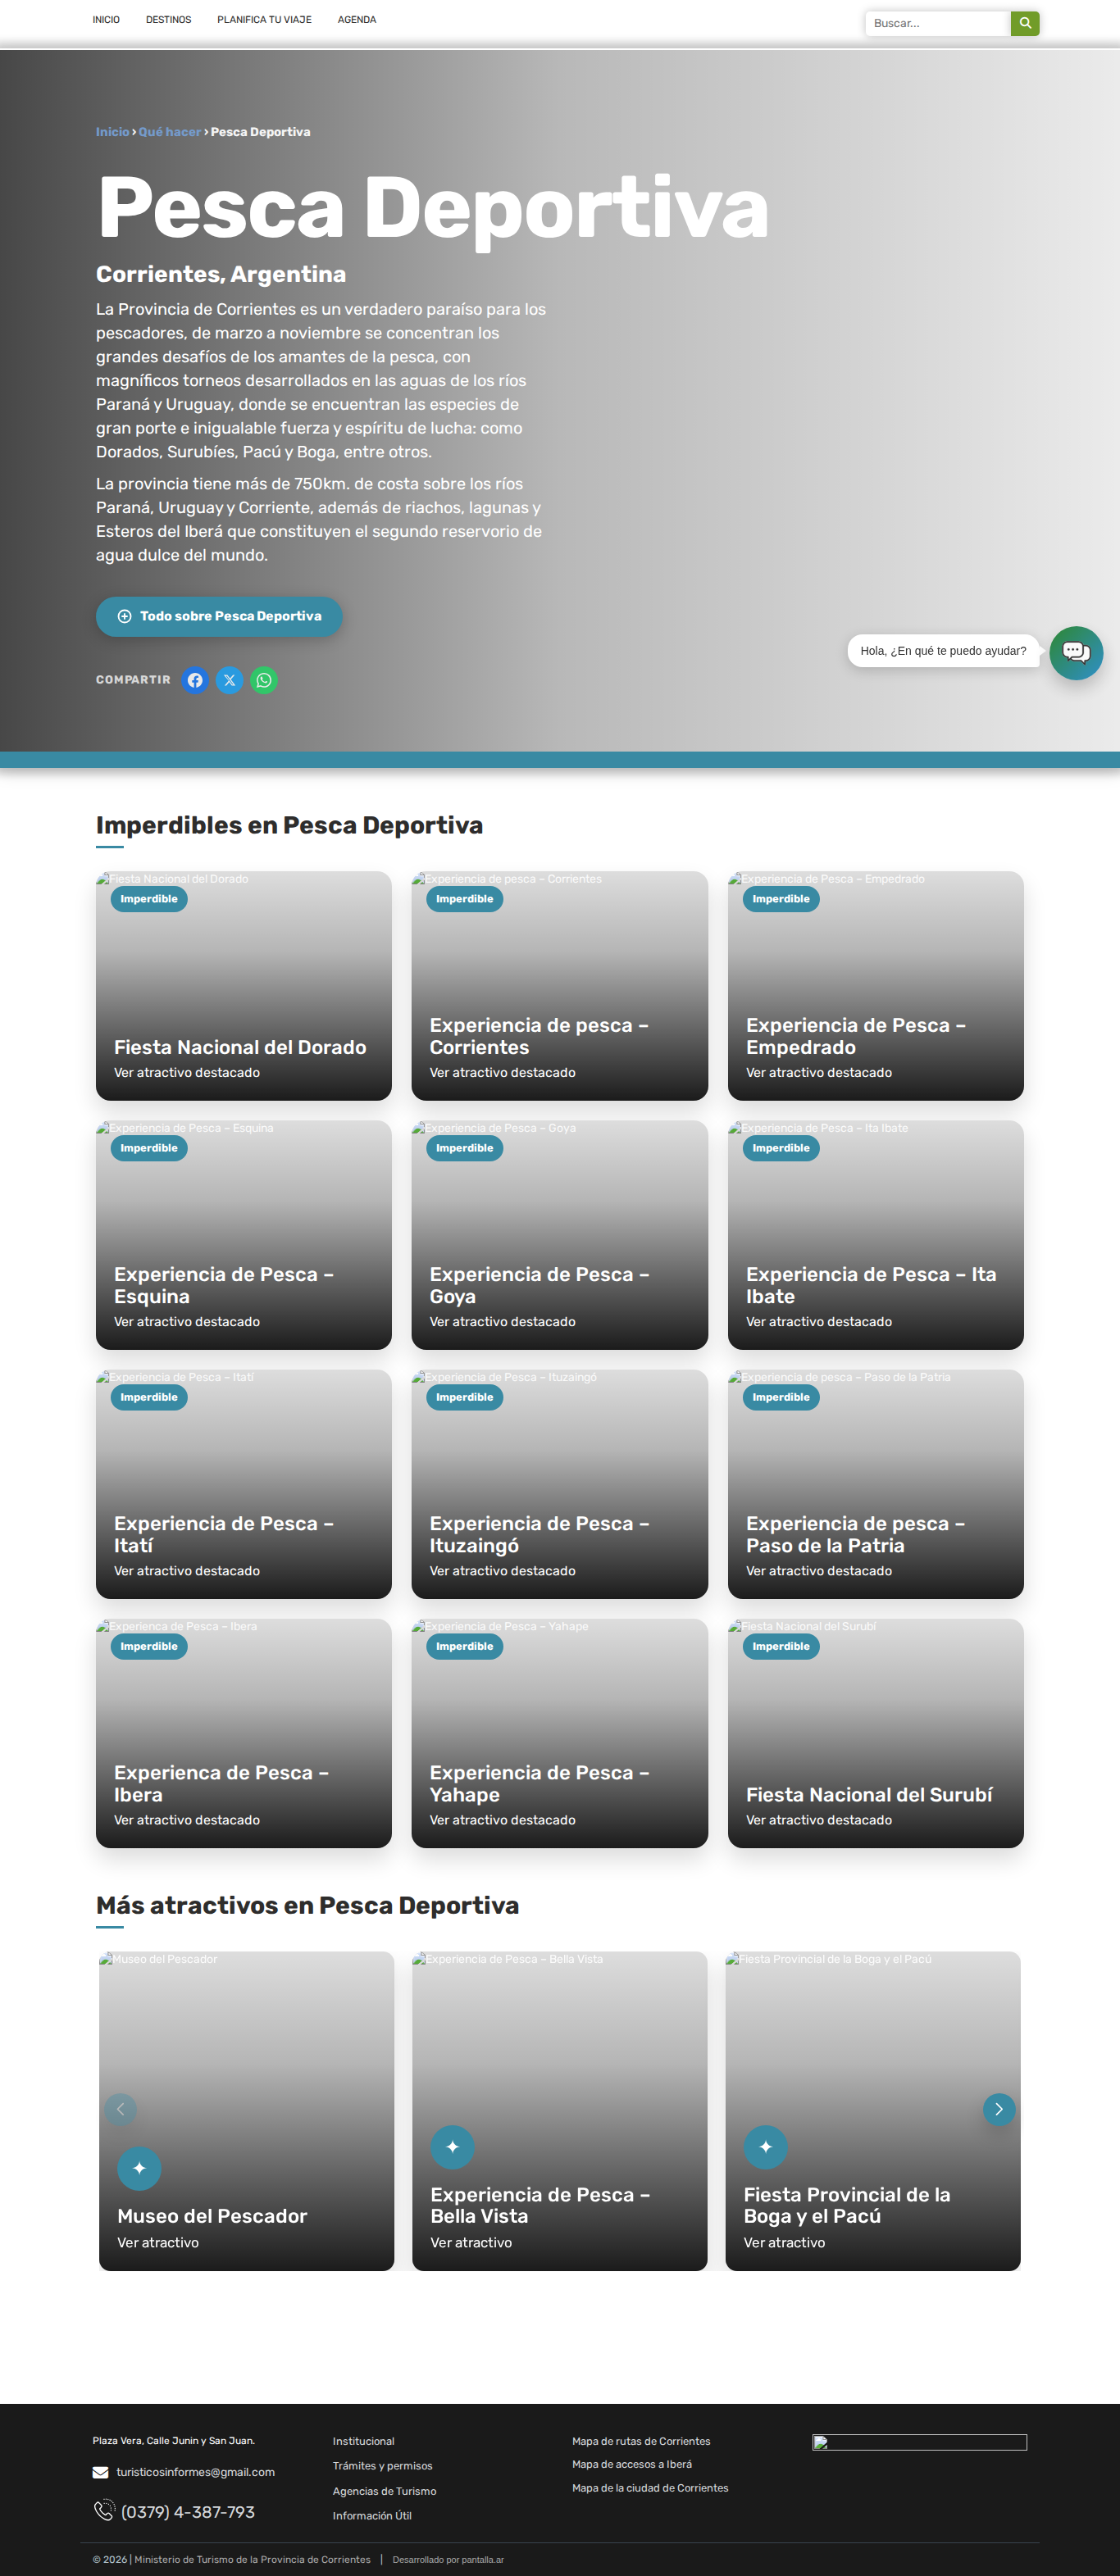 INICIO DESTINOS PLANIFICA TU VIAJE AGENDA Buscar...
Inicio › Qué hacer › Pesca Deportiva
Pesca Deportiva
Corrientes, Argentina
La Provincia de Corrientes es un verdadero paraíso para los
pescadores, de marzo a noviembre se concentran los
grandes desafíos de los amantes de la pesca, con
magníficos torneos desarrollados en las aguas de los ríos
Paraná y Uruguay, donde se encuentran las especies de
gran porte e inigualable fuerza y espíritu de lucha: como
Dorados, Surubíes, Pacú y Boga, entre otros.
La provincia tiene más de 750km. de costa sobre los ríos
Paraná, Uruguay y Corriente, además de riachos, lagunas y
Esteros del Iberá que constituyen el segundo reservorio de
agua dulce del mundo.
Todo sobre Pesca Deportiva
Hola, ¿En qué te puedo ayudar?
COMPARTIR
Imperdibles en Pesca Deportiva
Fiesta Nacional del Dorado
Imperdible
Fiesta Nacional del Dorado
Ver atractivo destacado
Experiencia de pesca – Corrientes
Imperdible
Experiencia de pesca –
Corrientes
Ver atractivo destacado
Experiencia de Pesca – Empedrado
Imperdible
Experiencia de Pesca –
Empedrado
Ver atractivo destacado
Experiencia de Pesca – Esquina
Imperdible
Experiencia de Pesca –
Esquina
Ver atractivo destacado
Experiencia de Pesca – Goya
Imperdible
Experiencia de Pesca –
Goya
Ver atractivo destacado
Experiencia de Pesca – Ita Ibate
Imperdible
Experiencia de Pesca – Ita
Ibate
Ver atractivo destacado
Experiencia de Pesca – Itatí
Imperdible
Experiencia de Pesca –
Itatí
Ver atractivo destacado
Experiencia de Pesca – Ituzaingó
Imperdible
Experiencia de Pesca –
Ituzaingó
Ver atractivo destacado
Experiencia de pesca – Paso de la Patria
Imperdible
Experiencia de pesca –
Paso de la Patria
Ver atractivo destacado
Experienca de Pesca – Ibera
Imperdible
Experienca de Pesca –
Ibera
Ver atractivo destacado
Experiencia de Pesca – Yahape
Imperdible
Experiencia de Pesca –
Yahape
Ver atractivo destacado
Fiesta Nacional del Surubí
Imperdible
Fiesta Nacional del Surubí
Ver atractivo destacado
Más atractivos en Pesca Deportiva
Museo del Pescador
Museo del Pescador
Ver atractivo
Experiencia de Pesca – Bella Vista
Experiencia de Pesca –
Bella Vista
Ver atractivo
Fiesta Provincial de la Boga y el Pacú
Fiesta Provincial de la
Boga y el Pacú
Ver atractivo
Plaza Vera, Calle Junin y San Juan.
turisticosinformes@gmail.com
(0379) 4-387-793
Institucional
Trámites y permisos
Agencias de Turismo
Información Útil
Mapa de rutas de Corrientes
Mapa de accesos a Iberá
Mapa de la ciudad de Corrientes
© 2026 | Ministerio de Turismo de la Provincia de Corrientes | Desarrollado por pantalla.ar